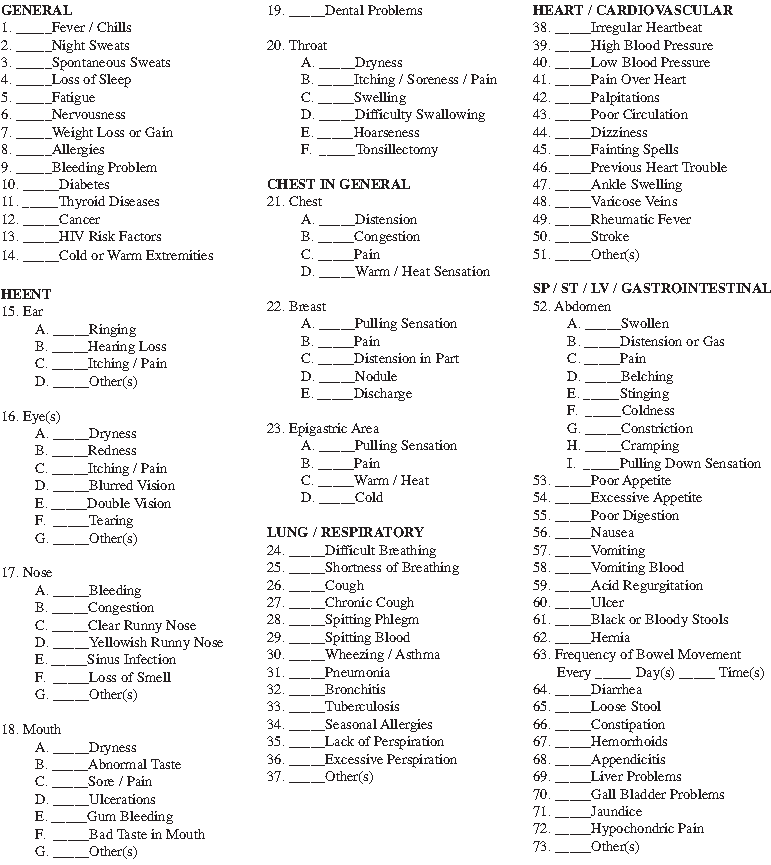 GENERAL
1. _____Fever / Chills
2. _____Night Sweats
3. _____Spontaneous Sweats
4. _____Loss of Sleep
5. _____Fatigue
6. _____Nervousness
7. _____Weight Loss or Gain
8. _____Allergies
9. _____Bleeding Problem
10. _____Diabetes
11. _____Thyroid Diseases
12. _____Cancer
13. _____HIV Risk Factors
14. _____Cold or Warm Extremities
HEENT
15. Ear
A. _____Ringing
B. _____Hearing Loss
C. _____Itching / Pain
D. _____Other(s)
16. Eye(s)
A. _____Dryness
B. _____Redness
C. _____Itching / Pain
D. _____Blurred Vision
E. _____Double Vision
F. _____Tearing
G. _____Other(s)
17. Nose
A. _____Bleeding
B. _____Congestion
C. _____Clear Runny Nose
D. _____Yellowish Runny Nose
E. _____Sinus Infection
F. _____Loss of Smell
G. _____Other(s)
18. Mouth
A. _____Dryness
B. _____Abnormal Taste
C. _____Sore / Pain
D. _____Ulcerations
E. _____Gum Bleeding
F. _____Bad Taste in Mouth
G. _____Other(s)
19. _____Dental Problems
20. Throat
A. _____Dryness
B. _____Itching / Soreness / Pain
C. _____Swelling
D. _____Difficulty Swallowing
E. _____Hoarseness
F. _____Tonsillectomy
CHEST IN GENERAL
21. Chest
A. _____Distension
B. _____Congestion
C. _____Pain
D. _____Warm / Heat Sensation
22. Breast
A. _____Pulling Sensation
B. _____Pain
C. _____Distension in Part
D. _____Nodule
E. _____Discharge
23. Epigastric Area
A. _____Pulling Sensation
B. _____Pain
C. _____Warm / Heat
D. _____Cold
LUNG / RESPIRATORY
24. _____Difficult Breathing
25. _____Shortness of Breathing
26. _____Cough
27. _____Chronic Cough
28. _____Spitting Phlegm
29. _____Spitting Blood
30. _____Wheezing / Asthma
31. _____Pneumonia
32. _____Bronchitis
33. _____Tuberculosis
34. _____Seasonal Allergies
35. _____Lack of Perspiration
36. _____Excessive Perspiration
37. _____Other(s)
HEART / CARDIOVASCULAR
38. _____Irregular Heartbeat
39. _____High Blood Pressure
40. _____Low Blood Pressure
41. _____Pain Over Heart
42. _____Palpitations
43. _____Poor Circulation
44. _____Dizziness
45. _____Fainting Spells
46. _____Previous Heart Trouble
47. _____Ankle Swelling
48. _____Varicose Veins
49. _____Rheumatic Fever
50. _____Stroke
51. _____Other(s)
SP / ST / LV / GASTROINTESTINAL
52. Abdomen
A. _____Swollen
B. _____Distension or Gas
C. _____Pain
D. _____Belching
E. _____Stinging
F. _____Coldness
G. _____Constriction
H. _____Cramping
I. _____Pulling Down Sensation
53. _____Poor Appetite
54. _____Excessive Appetite
55. _____Poor Digestion
56. _____Nausea
57. _____Vomiting
58. _____Vomiting Blood
59. _____Acid Regurgitation
60. _____Ulcer
61. _____Black or Bloody Stools
62. _____Hernia
63. Frequency of Bowel Movement
Every _____ Day(s) _____ Time(s)
64. _____Diarrhea
65. _____Loose Stool
66. _____Constipation
67. _____Hemorrhoids
68. _____Appendicitis
69. _____Liver Problems
70. _____Gall Bladder Problems
71. _____Jaundice
72. _____Hypochondric Pain
73. _____Other(s)